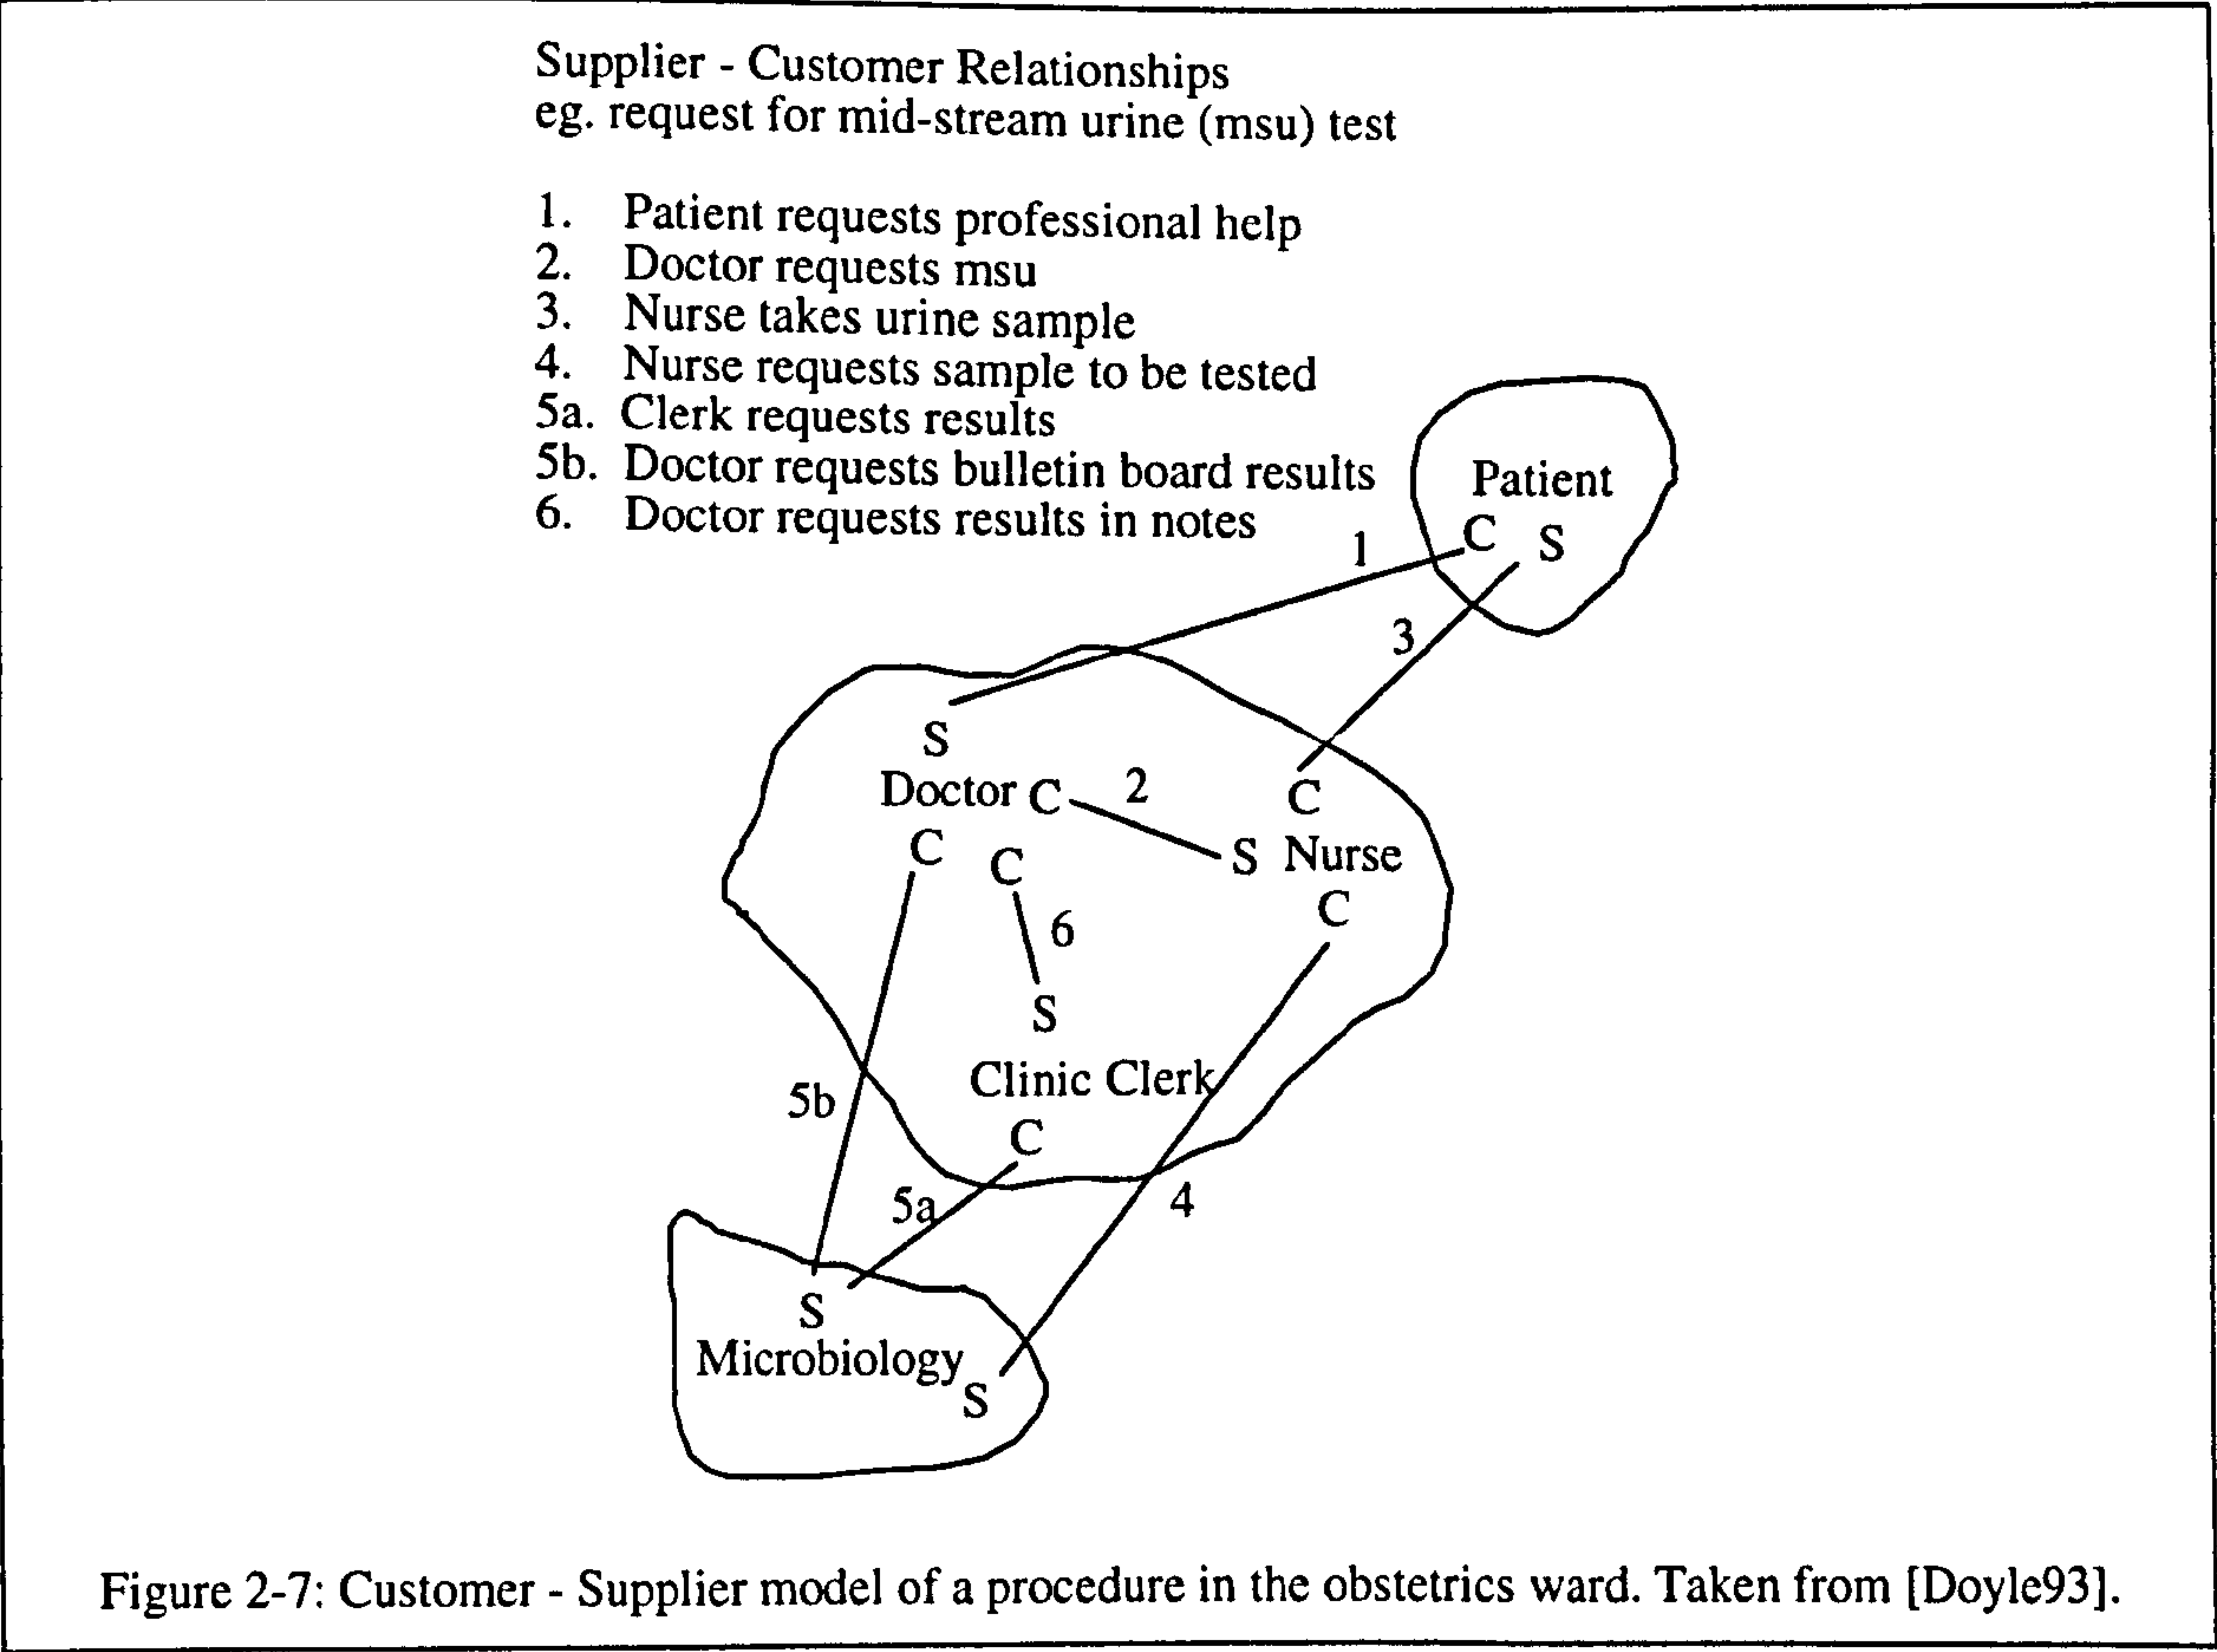 Supplier - Customer Relationships
eg. request for mid-stream urine (msu) test
1. Patient requests professional help
2. Doctor requests msu
3. Nurse takes urine sample
4. Nurse requests sample to be tested
5a. Clerk requests results
5b. Doctor requests bulletin board results
6. Doctor requests results in notes
Patient
C S
1
3
S
Doctor C
2
C
C
C
S Nurse
C
6
S
Clinic Clerk
5b
C
5a
4
S
Microbiology
S
Figure 2-7: Customer - Supplier model of a procedure in the obstetrics ward. Taken from [Doyle93].